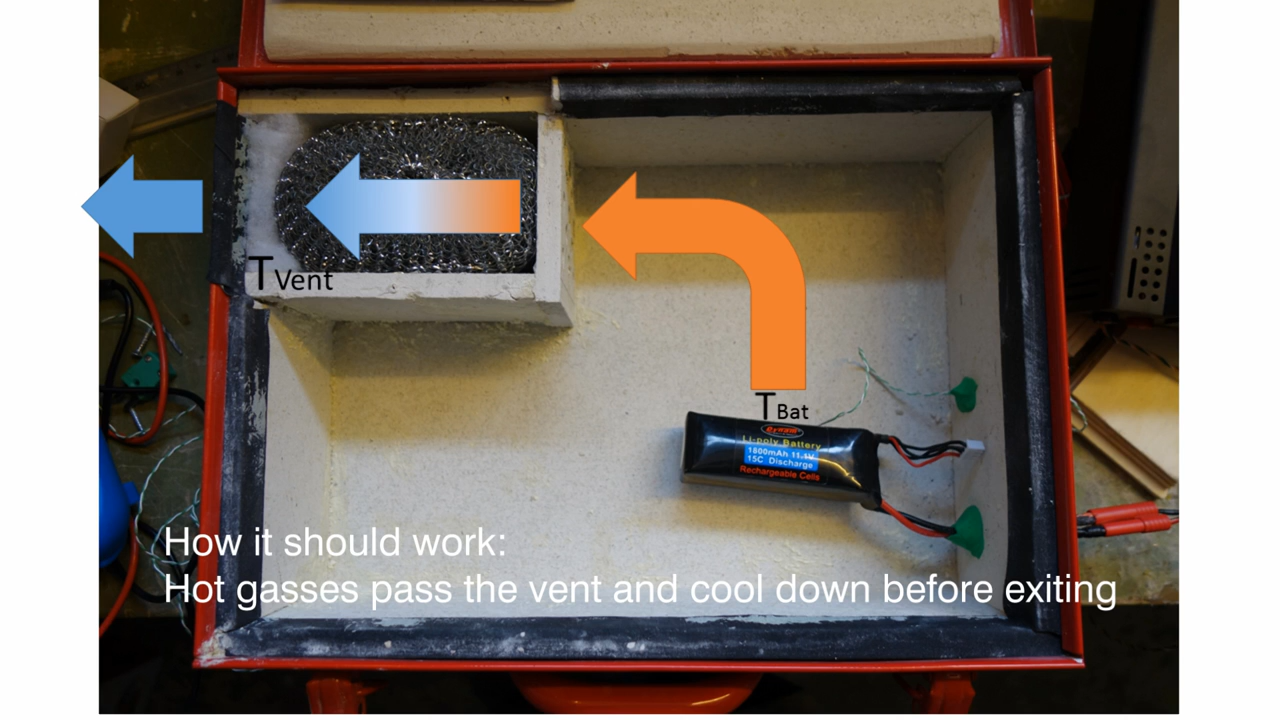 TVent
TBat
Li-poly Battery
1800mAh 11.1V
15C Discharge
Rechargeable Cells
How it should work:
Hot gasses pass the vent and cool down before exiting